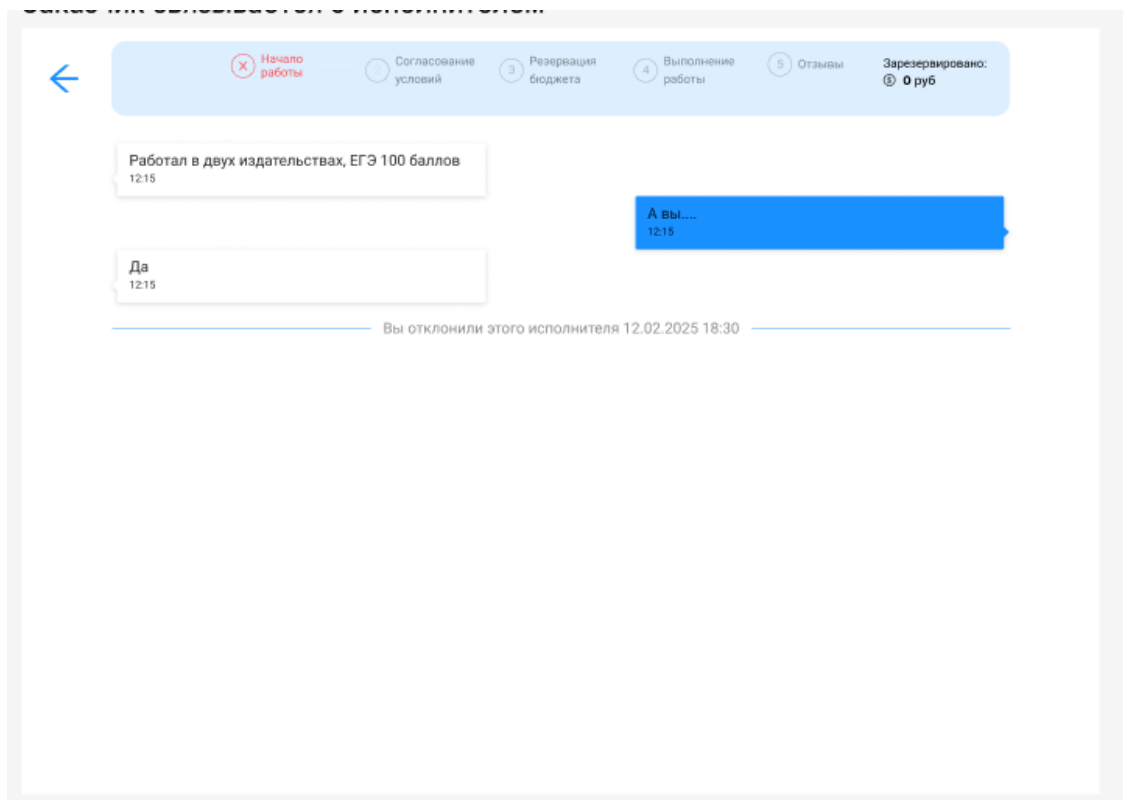 Начало
работы
Согласование
условий
3 Резервация
бюджета
4 Выполнение
работы
5 Отзывы
Зарезервировано:
0 руб
Работал в двух издательствах, ЕГЭ 100 баллов
12:15
А вы....
12:15
Да
12:15
Вы отклонили этого исполнителя 12.02.2025 18:30